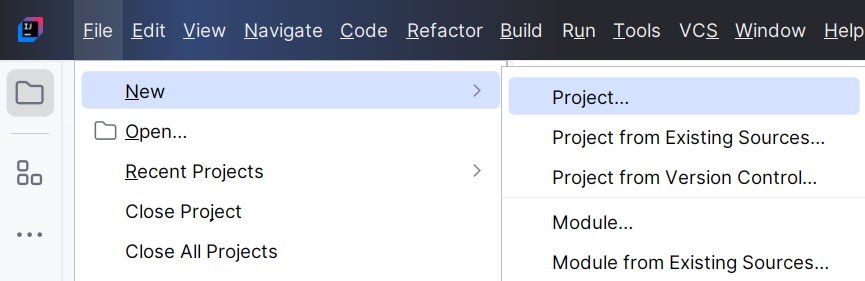 IJ
File Edit View Navigate Code Refactor Build Run Tools VCS Window Help
New
Open...
Recent Projects
Close Project
Close All Projects
Project...
Project from Existing Sources...
Project from Version Control...
Module...
Module from Existing Sources...